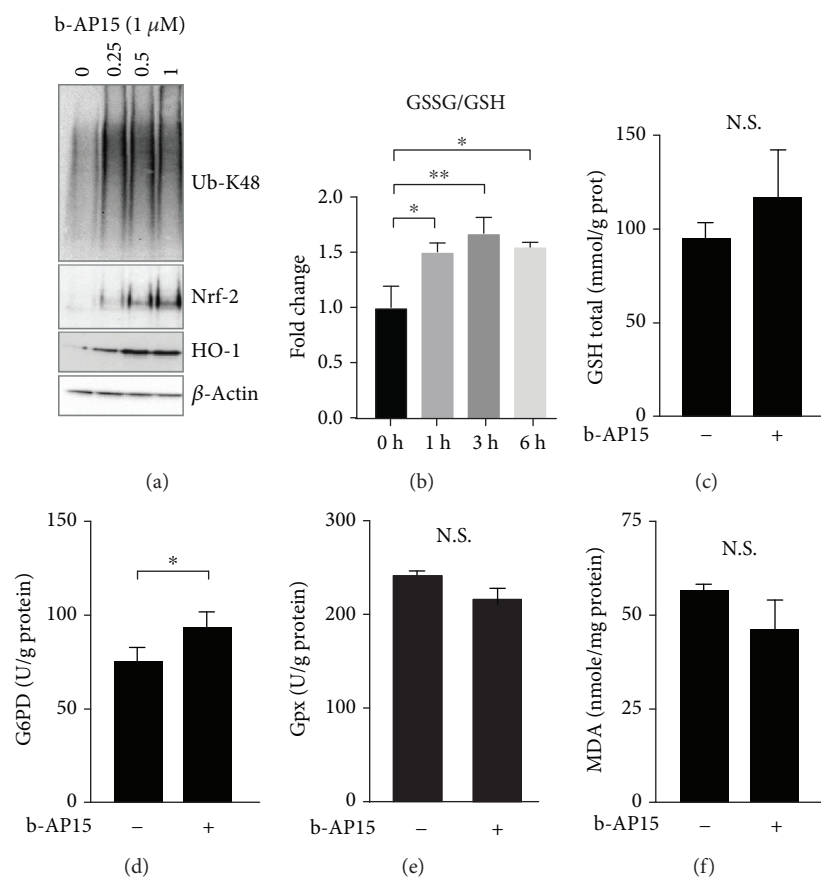 b-AP15 (1 μM)
0 0.25 0.5 1
Ub-K48
Nrf-2
HO-1
β-Actin
(a)
GSSG/GSH
*
**
*
Fold change
2.0
1.5
1.0
0.5
0.0
0 h 1 h 3 h 6 h
(b)
N.S.
GSH total (mmol/g prot)
150
100
50
0
b-AP15 − +
(c)
*
G6PD (U/g protein)
150
100
50
0
b-AP15 − +
(d)
N.S.
Gpx (U/g protein)
300
200
100
0
b-AP15 − +
(e)
N.S.
MDA (nmole/mg protein)
75
50
25
0
b-AP15 − +
(f)